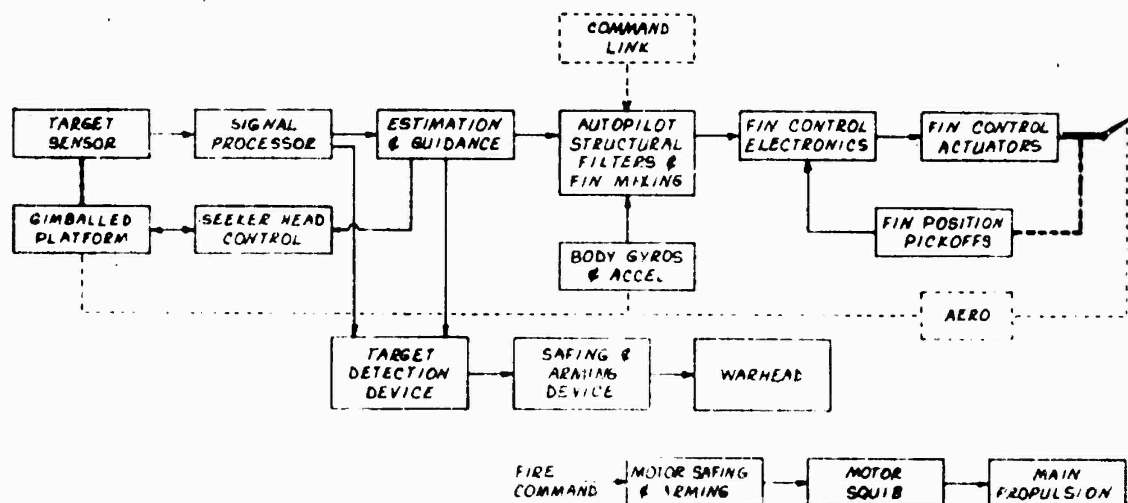 COMMAND
LINK
TARGET
SENSOR
SIGNAL
PROCESSOR
ESTIMATION
& GUIDANCE
AUTOPILOT
STRUCTURAL
FILTERS &
FIN MIXING
FIN CONTROL
ELECTRONICS
FIN CONTROL
ACTUATORS
GIMBALLED
PLATFORM
SEEKER HEAD
CONTROL
BODY GYROS
& ACCEL
FIN POSITION
PICKOFFS
AERO
TARGET
DETECTION
DEVICE
SAFING &
ARMING
DEVICE
WARHEAD
FIRE
COMMAND
MOTOR SAFING
& ARMING
MOTOR
SQUIB
MAIN
PROPULSION